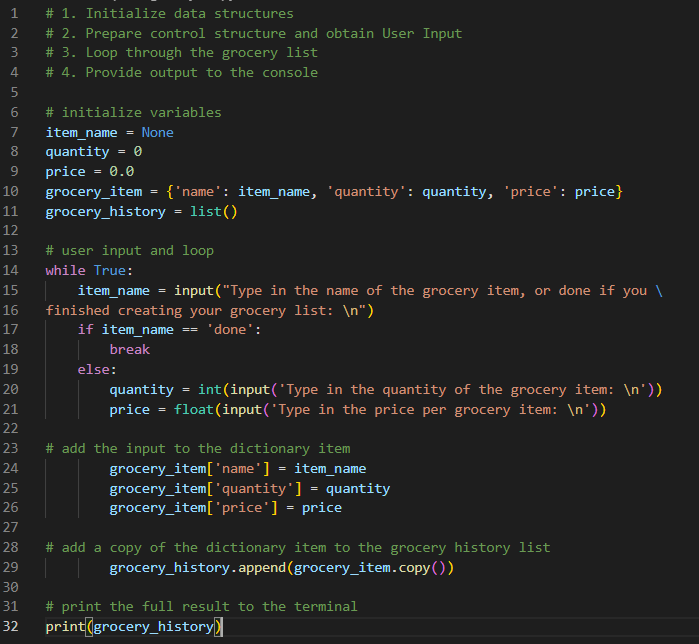 1 # 1. Initialize data structures
2 # 2. Prepare control structure and obtain User Input
3 # 3. Loop through the grocery list
4 # 4. Provide output to the console
5
6 # initialize variables
7 item_name = None
8 quantity = 0
9 price = 0.0
10 grocery_item = {'name': item_name, 'quantity': quantity, 'price': price}
11 grocery_history = list()
12
13 # user input and loop
14 while True:
15     item_name = input("Type in the name of the grocery item, or done if you \
16 finished creating your grocery list: \n")
17     if item_name == 'done':
18         break
19     else:
20         quantity = int(input('Type in the quantity of the grocery item: \n'))
21         price = float(input('Type in the price per grocery item: \n'))
22
23 # add the input to the dictionary item
24         grocery_item['name'] = item_name
25         grocery_item['quantity'] = quantity
26         grocery_item['price'] = price
27
28 # add a copy of the dictionary item to the grocery history list
29         grocery_history.append(grocery_item.copy())
30
31 # print the full result to the terminal
32 print(grocery_history)